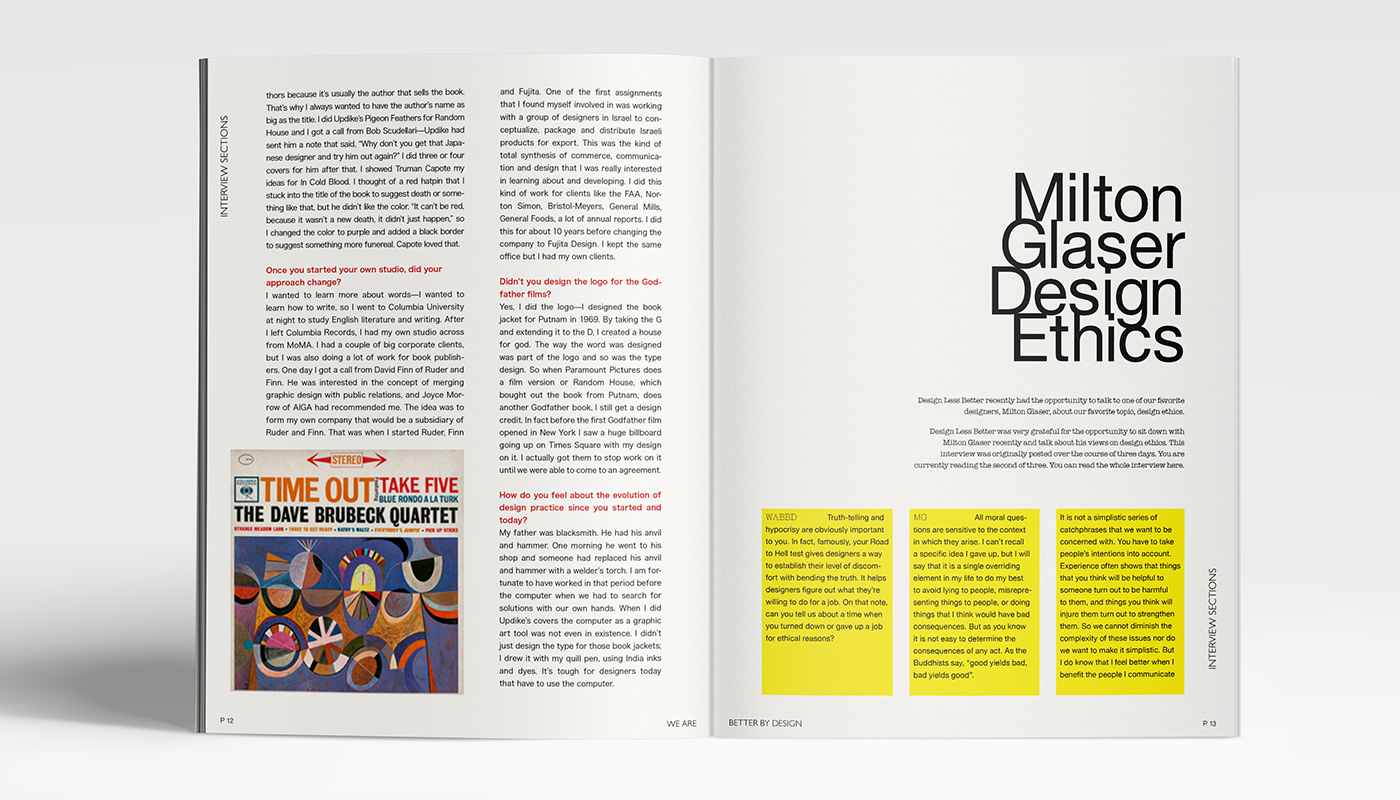 INTERVIEW SECTIONS
thors because it's usually the author that sells the book.
That's why I always wanted to have the author's name as
big as the title. I did Updike's Pigeon Feathers for Random
House and I got a call from Bob Scudellari—Updike had
sent him a note that said, "Why don't you get that Japa-
nese designer and try him out again?" I did three or four
covers for him after that. I showed Truman Capote my
ideas for In Cold Blood. I thought of a red hatpin that I
stuck into the title of the book to suggest death or some-
thing like that, but he didn't like the color. "It can't be red,
because it wasn't a new death, it didn't just happen," so
I changed the color to purple and added a black border
to suggest something more funereal. Capote loved that.
Once you started your own studio, did your
approach change?
I wanted to learn more about words—I wanted to
learn how to write, so I went to Columbia University
at night to study English literature and writing. After
I left Columbia Records, I had my own studio across
from MoMA. I had a couple of big corporate clients,
but I was also doing a lot of work for book publish-
ers. One day I got a call from David Finn of Ruder and
Finn. He was interested in the concept of merging
graphic design with public relations, and Joyce Mor-
row of AIGA had recommended me. The idea was to
form my own company that would be a subsidiary of
Ruder and Finn. That was when I started Ruder, Finn
STEREO
COLUMBIA
RECORDS
TIME OUT
Featuring
TAKE FIVE
BLUE RONDO A LA TURK
THE DAVE BRUBECK QUARTET
STRANGE MEADOW LARK • THREE TO GET READY • KATHY'S WALTZ • EVERYBODY'S JUMPIN' • PICK UP STICKS
P 12
and Fujita. One of the first assignments
that I found myself involved in was working
with a group of designers in Israel to con-
ceptualize, package and distribute Israeli
products for export. This was the kind of
total synthesis of commerce, communica-
tion and design that I was really interested
in learning about and developing. I did this
kind of work for clients like the FAA, Nor-
ton Simon, Bristol-Meyers, General Mills,
General Foods, a lot of annual reports. I did
this for about 10 years before changing the
company to Fujita Design. I kept the same
office but I had my own clients.
Didn't you design the logo for the God-
father films?
Yes, I did the logo—I designed the book
jacket for Putnam in 1969. By taking the G
and extending it to the D, I created a house
for god. The way the word was designed
was part of the logo and so was the type
design. So when Paramount Pictures does
a film version or Random House, which
bought out the book from Putnam, does
another Godfather book, I still get a design
credit. In fact before the first Godfather film
opened in New York I saw a huge billboard
going up on Times Square with my design
on it. I actually got them to stop work on it
until we were able to come to an agreement.
How do you feel about the evolution of
design practice since you started and
today?
My father was blacksmith. He had his anvil
and hammer. One morning he went to his
shop and someone had replaced his anvil
and hammer with a welder's torch. I am for-
tunate to have worked in that period before
the computer when we had to search for
solutions with our own hands. When I did
Updike's covers the computer as a graphic
art tool was not even in existence. I didn't
just design the type for those book jackets;
I drew it with my quill pen, using India inks
and dyes. It's tough for designers today
that have to use the computer.
WE ARE
Milton
Glaser
Design
Ethics
Design Less Better recently had the opportunity to talk to one of our favorite
designers, Milton Glaser, about our favorite topic, design ethics.
Design Less Better was very grateful for the opportunity to sit down with
Milton Glaser recently and talk about his views on design ethics. This
interview was originally posted over the course of three days. You are
currently reading the second of three. You can read the whole interview here.
WABBD Truth-telling and
hypocrisy are obviously important
to you. In fact, famously, your Road
to Hell test gives designers a way
to establish their level of discom-
fort with bending the truth. It helps
designers figure out what they're
willing to do for a job. On that note,
can you tell us about a time when
you turned down or gave up a job
for ethical reasons?
MG All moral ques-
tions are sensitive to the context
in which they arise. I can't recall
a specific idea I gave up, but I will
say that it is a single overriding
element in my life to do my best
to avoid lying to people, misrepre-
senting things to people, or doing
things that I think would have bad
consequences. But as you know
it is not easy to determine the
consequences of any act. As the
Buddhists say, "good yields bad,
bad yields good".
It is not a simplistic series of
catchphrases that we want to be
concerned with. You have to take
people's intentions into account.
Experience often shows that things
that you think will be helpful to
someone turn out to be harmful
to them, and things you think will
injure them turn out to strengthen
them. So we cannot diminish the
complexity of these issues nor do
we want to make it simplistic. But
I do know that I feel better when I
benefit the people I communicate
INTERVIEW SECTIONS
BETTER BY DESIGN
P 13